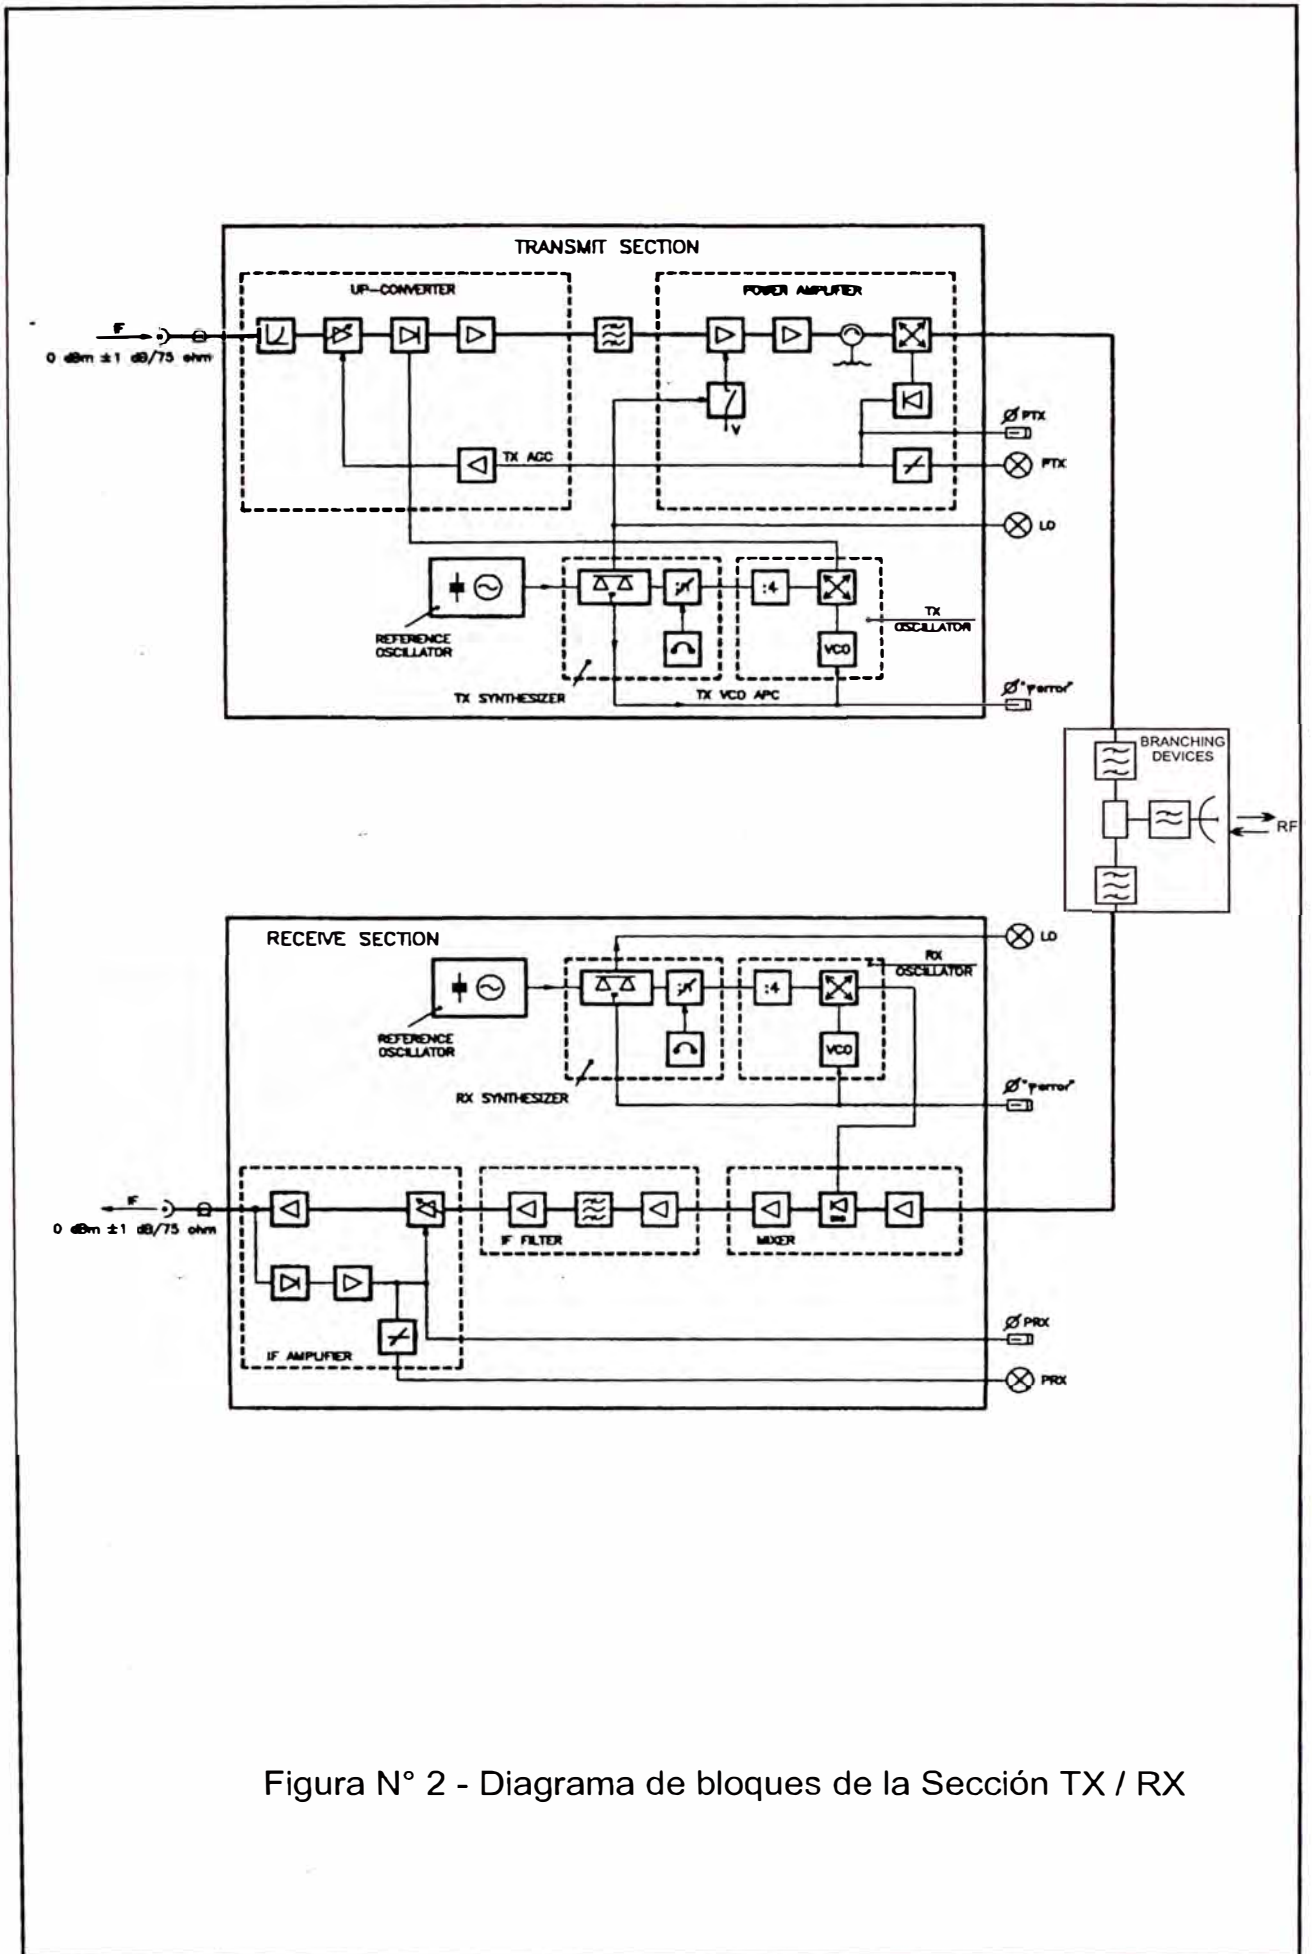 TRANSMIT SECTION
UP-CONVERTER
POWER AMPLIFIER
IF
0 dBm ±1 dB/75 ohm
V
Ø PTX
TX AGC
PTX
LO
:n
:4
TX
OSCILLATOR
REFERENCE
OSCILLATOR
VCO
TX SYNTHESIZER
TX VCO APC
Ø "φerror"
BRANCHING
DEVICES
RF
RECEIVE SECTION
LO
RX
OSCILLATOR
:n
:4
REFERENCE
OSCILLATOR
VCO
RX SYNTHESIZER
Ø "φerror"
IF
0 dBm ±1 dB/75 ohm
IF FILTER
MIXER
Ø PRX
IF AMPLIFIER
PRX
Figura N° 2 - Diagrama de bloques de la Sección TX / RX